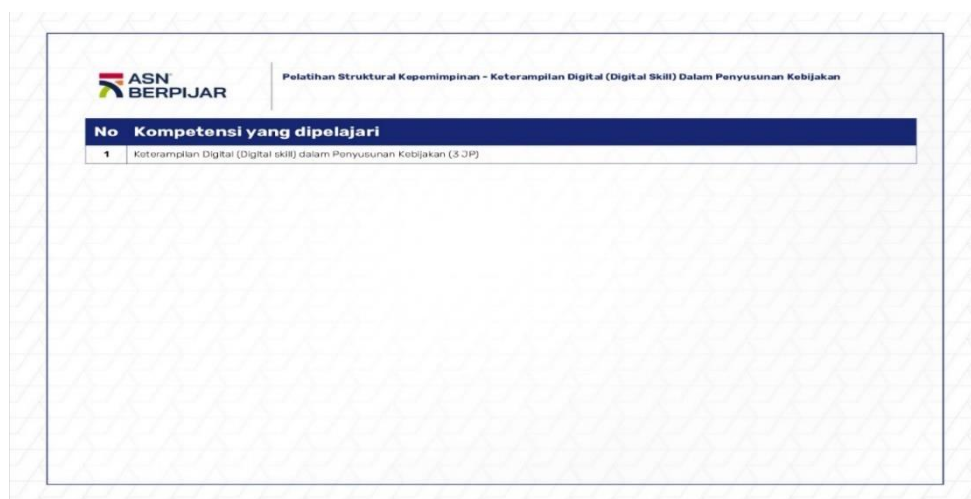 ASN
BERPIJAR
Pelatihan Struktural Kepemimpinan - Keterampilan Digital (Digital Skill) Dalam Penyusunan Kebijakan
No Kompetensi yang dipelajari
1 Keterampilan Digital (Digital skill) dalam Penyusunan Kebijakan (3 JP)